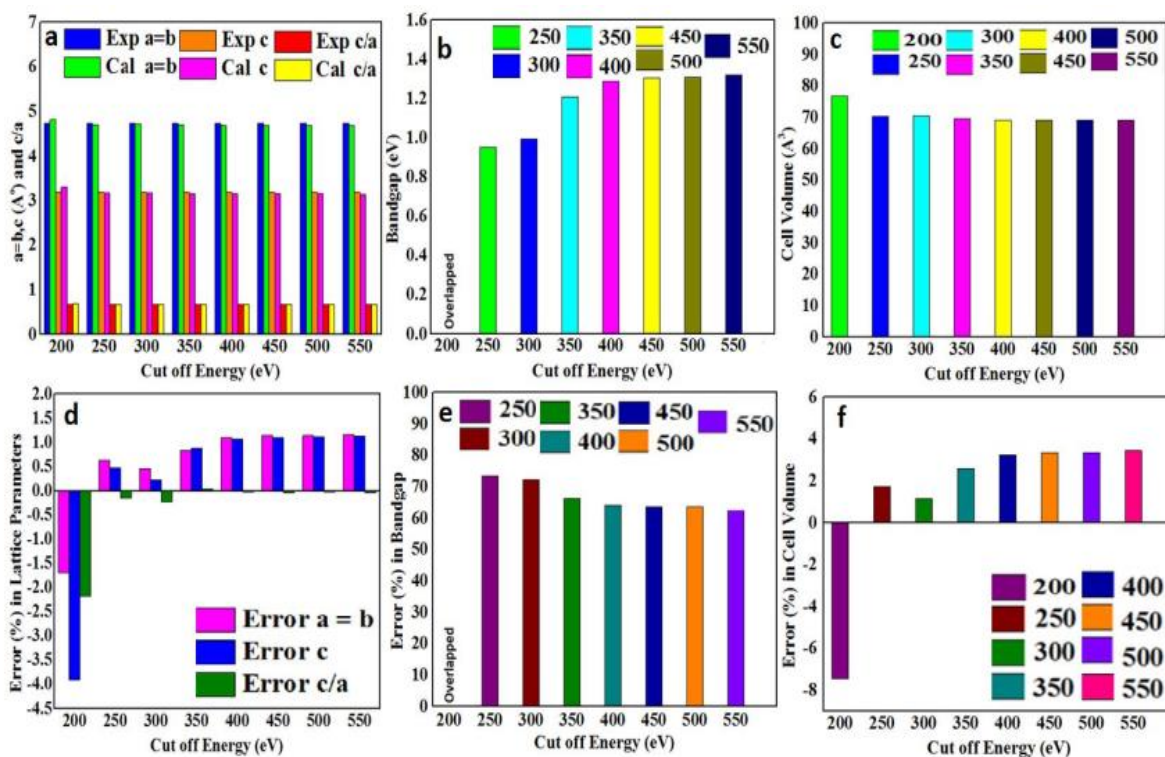 a
Exp a=b Exp c Exp c/a
Cal a=b Cal c Cal c/a
a=b,c (A°) and c/a
7
6
5
4
3
2
1
0
200 250 300 350 400 450 500 550
Cut off Energy (eV)
b
250 350 450 550
300 400 500
Bandgap (eV)
1.6
1.4
1.2
1.0
0.8
0.6
0.4
0.2
0.0
Overlapped
200 250 300 350 400 450 500 550
Cut off Energy (eV)
c
200 300 400 500
250 350 450 550
Cell Volume (A³)
100
90
80
70
60
50
40
30
20
10
0
200 250 300 350 400 450 500 550
Cut off Energy (eV)
d
Error (%) in Lattice Parameters
2.0
1.5
1.0
0.5
0.0
-0.5
-1.0
-1.5
-2.0
-2.5
-3.0
-3.5
-4.0
-4.5
Error a = b
Error c
Error c/a
200 250 300 350 400 450 500 550
Cut off Energy (eV)
e
250 350 450 550
300 400 500
Error (%) in Bandgap
100
90
80
70
60
50
40
30
20
10
0
Overlapped
200 250 300 350 400 450 500 550
Cut off Energy (eV)
f
Error (%) in Cell Volume
6
4
2
0
-2
-4
-6
-8
200 400
250 450
300 500
350 550
200 250 300 350 400 450 500 550
Cut off Energy (eV)